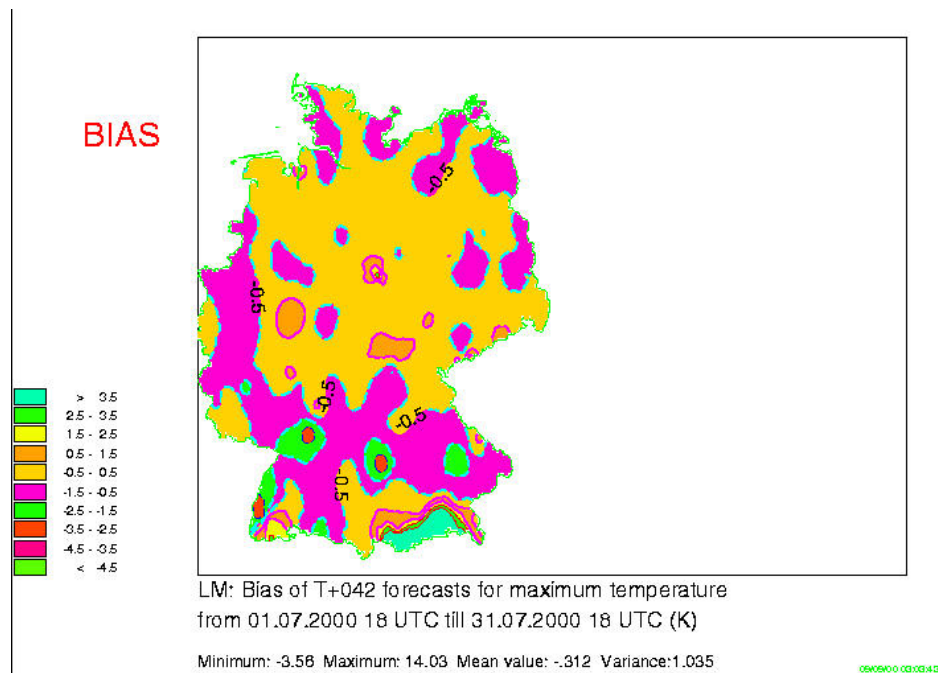 BIAS
-0.5
-0.5
-0.5
-0.5
-0.5
> 3.5
2.5 - 3.5
1.5 - 2.5
0.5 - 1.5
-0.5 - 0.5
-1.5 - -0.5
-2.5 - -1.5
-3.5 - -2.5
-4.5 - -3.5
< -4.5
LM: Bias of T+042 forecasts for maximum temperature
from 01.07.2000 18 UTC till 31.07.2000 18 UTC (K)
Minimum: -3.56 Maximum: 14.03 Mean value: -.312 Variance:1.035